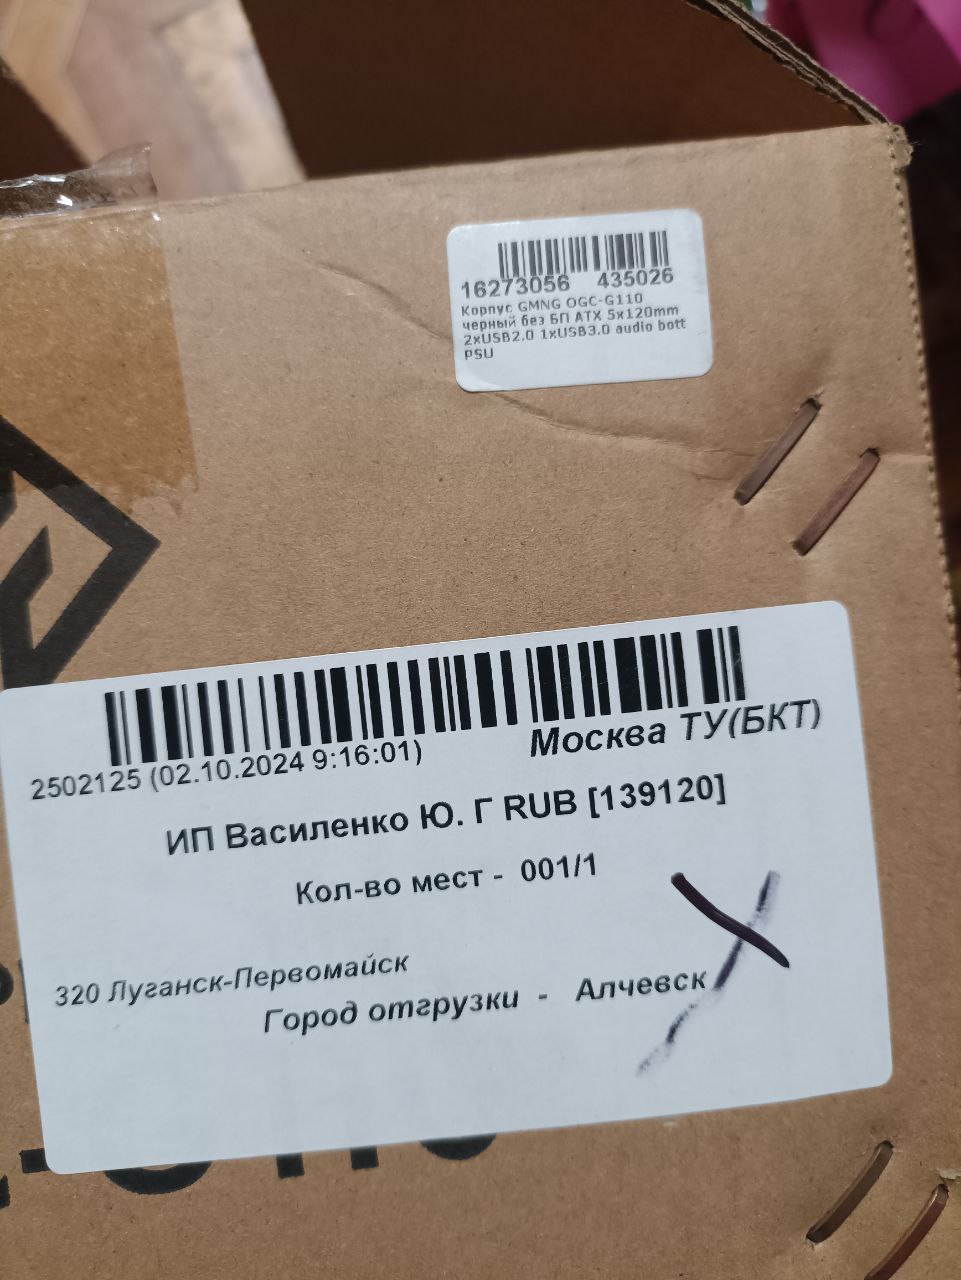 16273056 435026
Корпус GMNG OGC-G110
черный без БП ATX 5x120mm
2xUSB2.0 1xUSB3.0 audio bott
PSU
2502125 (02.10.2024 9:16:01)
Москва ТУ(БКТ)
ИП Василенко Ю. Г RUB [139120]
Кол-во мест - 001/1
320 Луганск-Первомайск
Город отгрузки - Алчевск